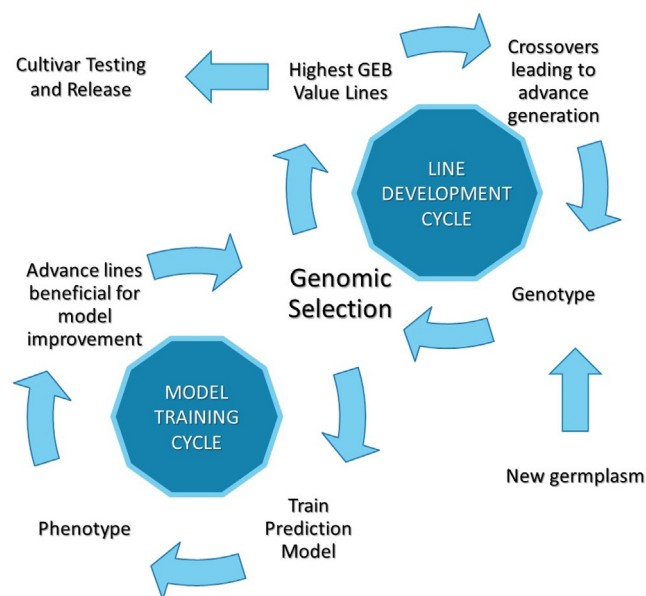 Cultivar Testing
and Release
Highest GEB
Value Lines
Crossovers
leading to
advance
generation
LINE
DEVELOPMENT
CYCLE
Advance lines
beneficial for
model
improvement
Genomic
Selection
Genotype
MODEL
TRAINING
CYCLE
New germplasm
Phenotype
Train
Prediction
Model